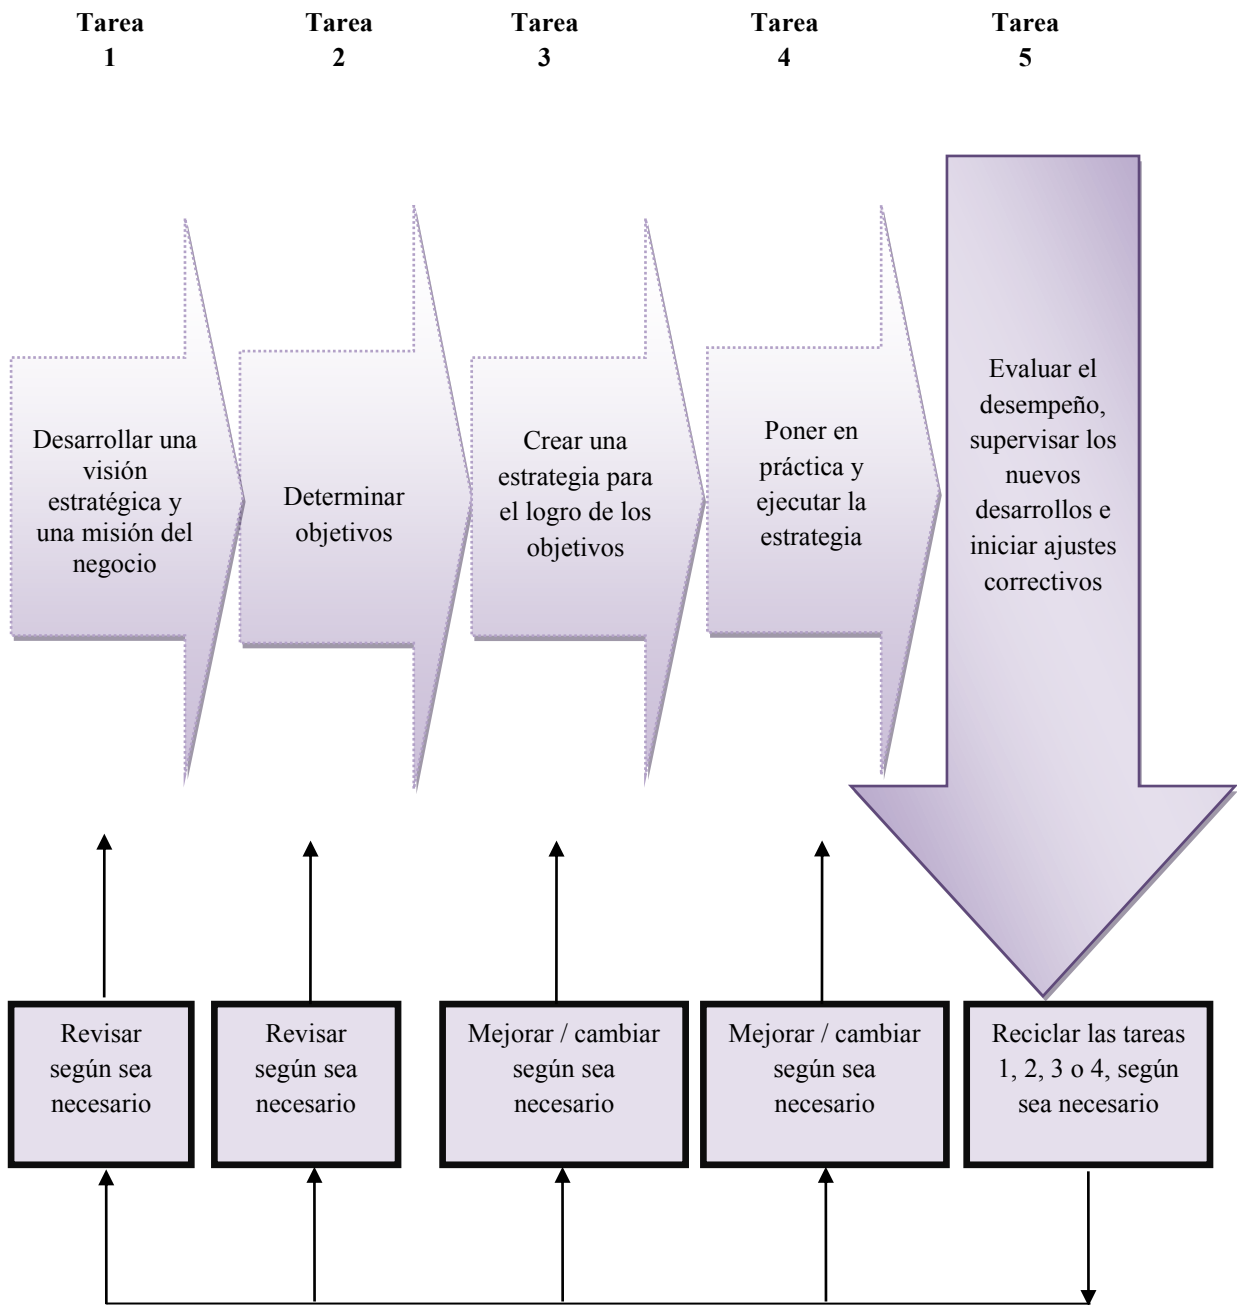 Tarea
1
Tarea
2
Tarea
3
Tarea
4
Tarea
5
Desarrollar una
visión
estratégica y
una misión del
negocio
Determinar
objetivos
Crear una
estrategia para
el logro de los
objetivos
Poner en
práctica y
ejecutar la
estrategia
Evaluar el
desempeño,
supervisar los
nuevos
desarrollos e
iniciar ajustes
correctivos
Revisar
según sea
necesario
Revisar
según sea
necesario
Mejorar / cambiar
según sea
necesario
Mejorar / cambiar
según sea
necesario
Reciclar las tareas
1, 2, 3 o 4, según
sea necesario